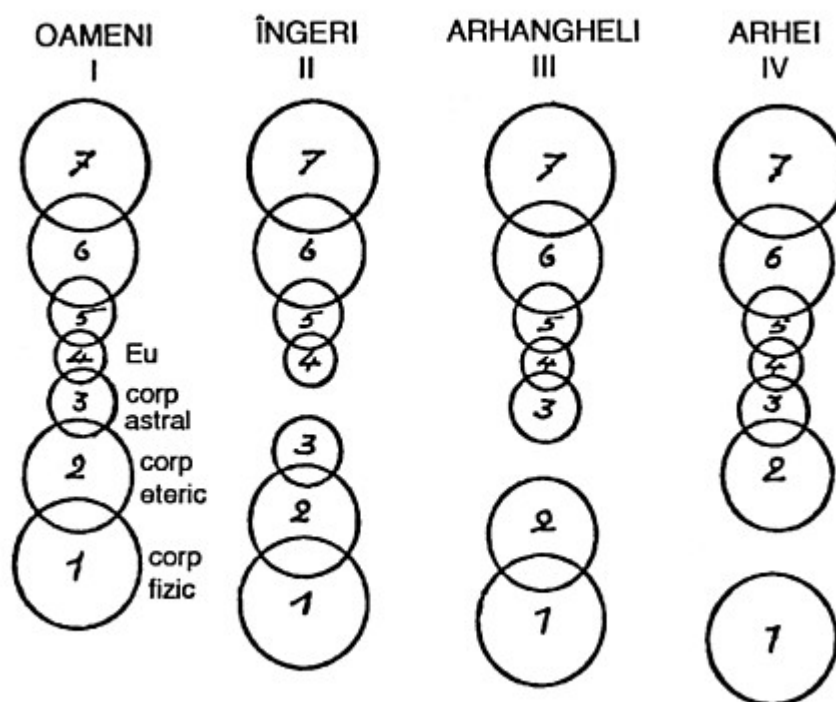 OAMENI
I
7
6
5
4 Eu
3 corp
astral
2 corp
eteric
1 corp
fizic
ÎNGERI
II
7
6
5
4
3
2
1
ARHANGHELI
III
7
6
5
4
3
2
1
ARHEI
IV
7
6
5
4
3
2
1